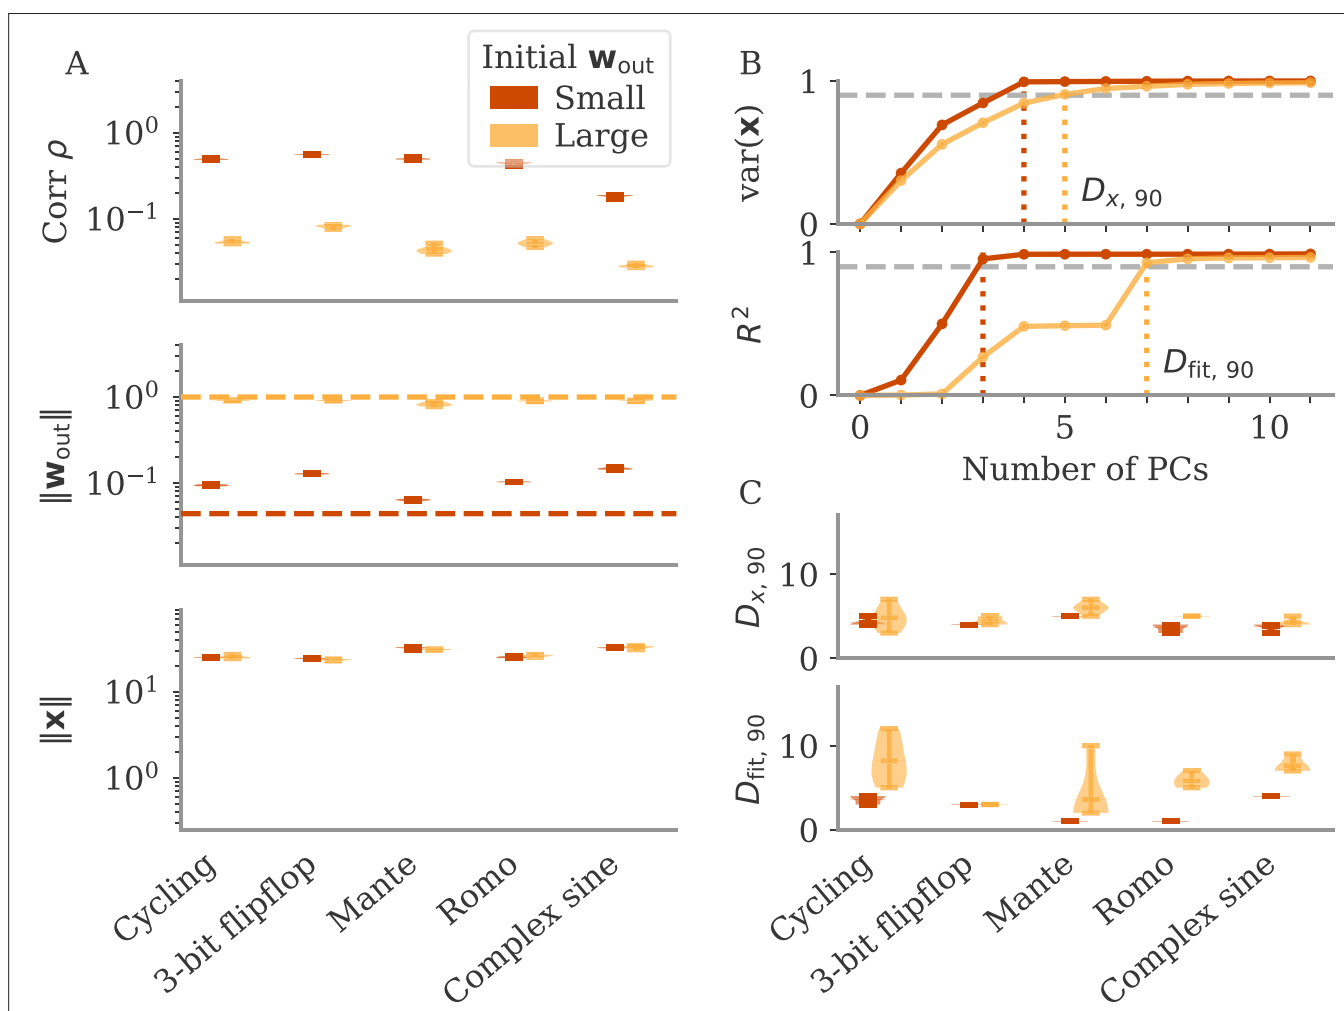 A
Initial w_out
Small
Large
Corr ρ
10^0
10^−1
‖w_out‖
10^0
10^−1
‖x‖
10^1
10^0
Cycling
3-bit flipflop
Mante
Romo
Complex sine
B
var(x)
1
0
D_x, 90
R^2
1
0
D_fit, 90
0 5 10
Number of PCs
C
D_x, 90
10
0
D_fit, 90
10
0
Cycling
3-bit flipflop
Mante
Romo
Complex sine